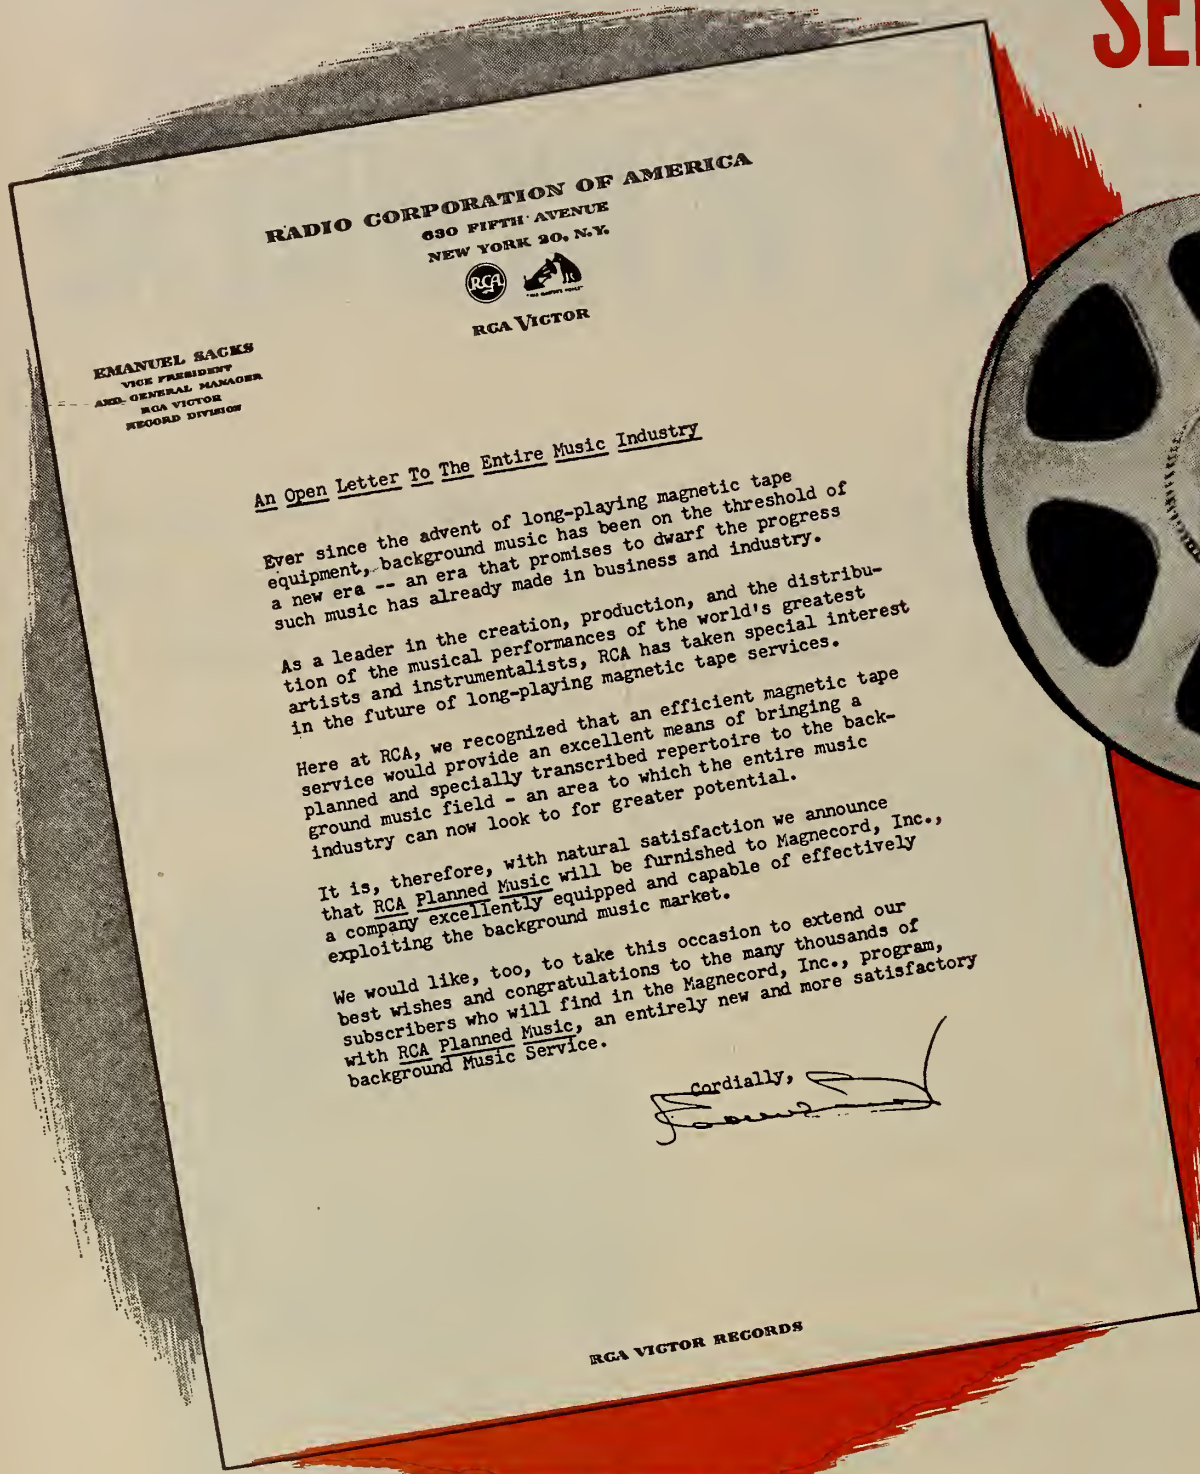 SE
RADIO CORPORATION OF AMERICA
630 FIFTH AVENUE
NEW YORK 20, N.Y.
RCA
"HIS MASTER'S VOICE"
RCA VICTOR
EMANUEL SACKS
VICE PRESIDENT
AND GENERAL MANAGER
RCA VICTOR
RECORD DIVISION
An Open Letter To The Entire Music Industry
Ever since the advent of long-playing magnetic tape
equipment, background music has been on the threshold of
a new era -- an era that promises to dwarf the progress
such music has already made in business and industry.
As a leader in the creation, production, and the distribu-
tion of the musical performances of the world's greatest
artists and instrumentalists, RCA has taken special interest
in the future of long-playing magnetic tape services.
Here at RCA, we recognized that an efficient magnetic tape
service would provide an excellent means of bringing a
planned and specially transcribed repertoire to the back-
ground music field - an area to which the entire music
industry can now look to for greater potential.
It is, therefore, with natural satisfaction we announce
that RCA Planned Music will be furnished to Magnecord, Inc.,
a company excellently equipped and capable of effectively
exploiting the background music market.
We would like, too, to take this occasion to extend our
best wishes and congratulations to the many thousands of
subscribers who will find in the Magnecord, Inc., program,
with RCA Planned Music, an entirely new and more satisfactory
background Music Service.
Cordially,
RCA VICTOR RECORDS